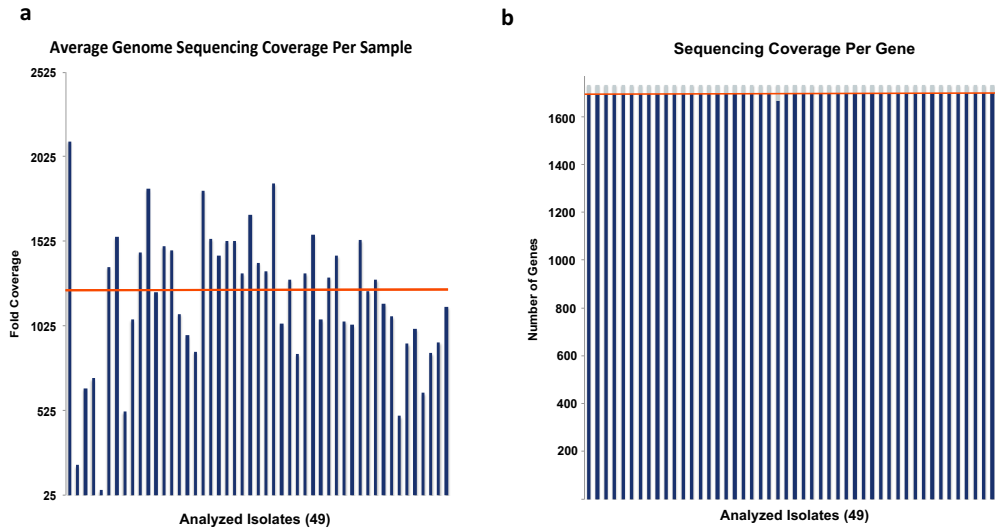 a
Average Genome Sequencing Coverage Per Sample
2525
2025
1525
1025
525
25
Fold Coverage
Analyzed Isolates (49)
b
Sequencing Coverage Per Gene
1600
1400
1200
1000
800
600
400
200
Number of Genes
Analyzed Isolates (49)